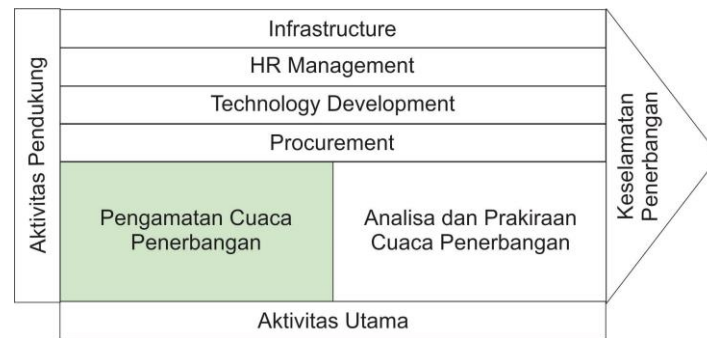 Aktivitas Pendukung
Infrastructure
HR Management
Technology Development
Procurement
Pengamatan Cuaca
Penerbangan
Analisa dan Prakiraan
Cuaca Penerbangan
Keselamatan
Penerbangan
Aktivitas Utama